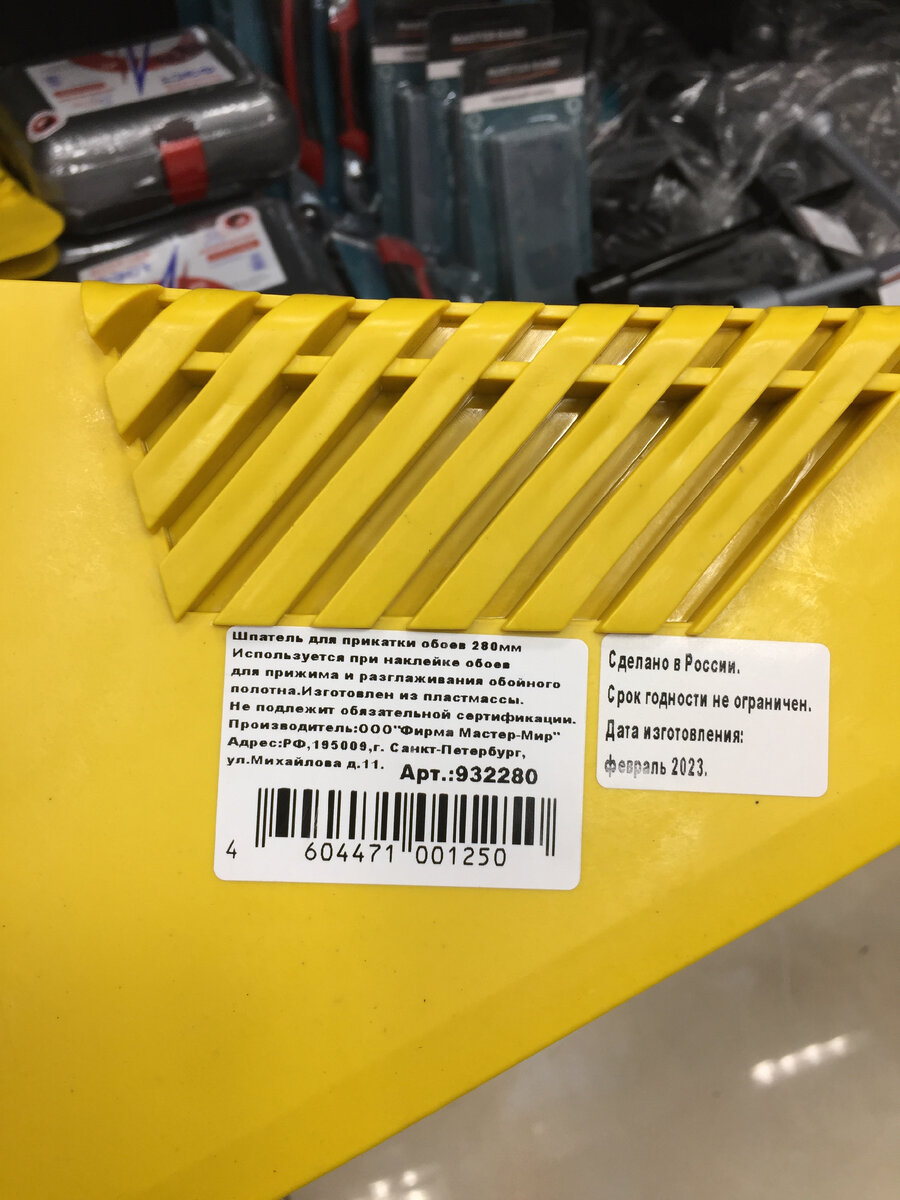 Шпатель для прикатки обоев 280мм
Используется при наклейке обоев
для прижима и разглаживания обойного
полотна.Изготовлен из пластмассы.
Не подлежит обязательной сертификации.
Производитель:ООО"Фирма Мастер-Мир"
Адрес:РФ,195009,г. Санкт-Петербург,
ул.Михайлова д.11.
Арт.:932280
4 604471 001250
Сделано в России.
Срок годности не ограничен.
Дата изготовления:
февраль 2023.